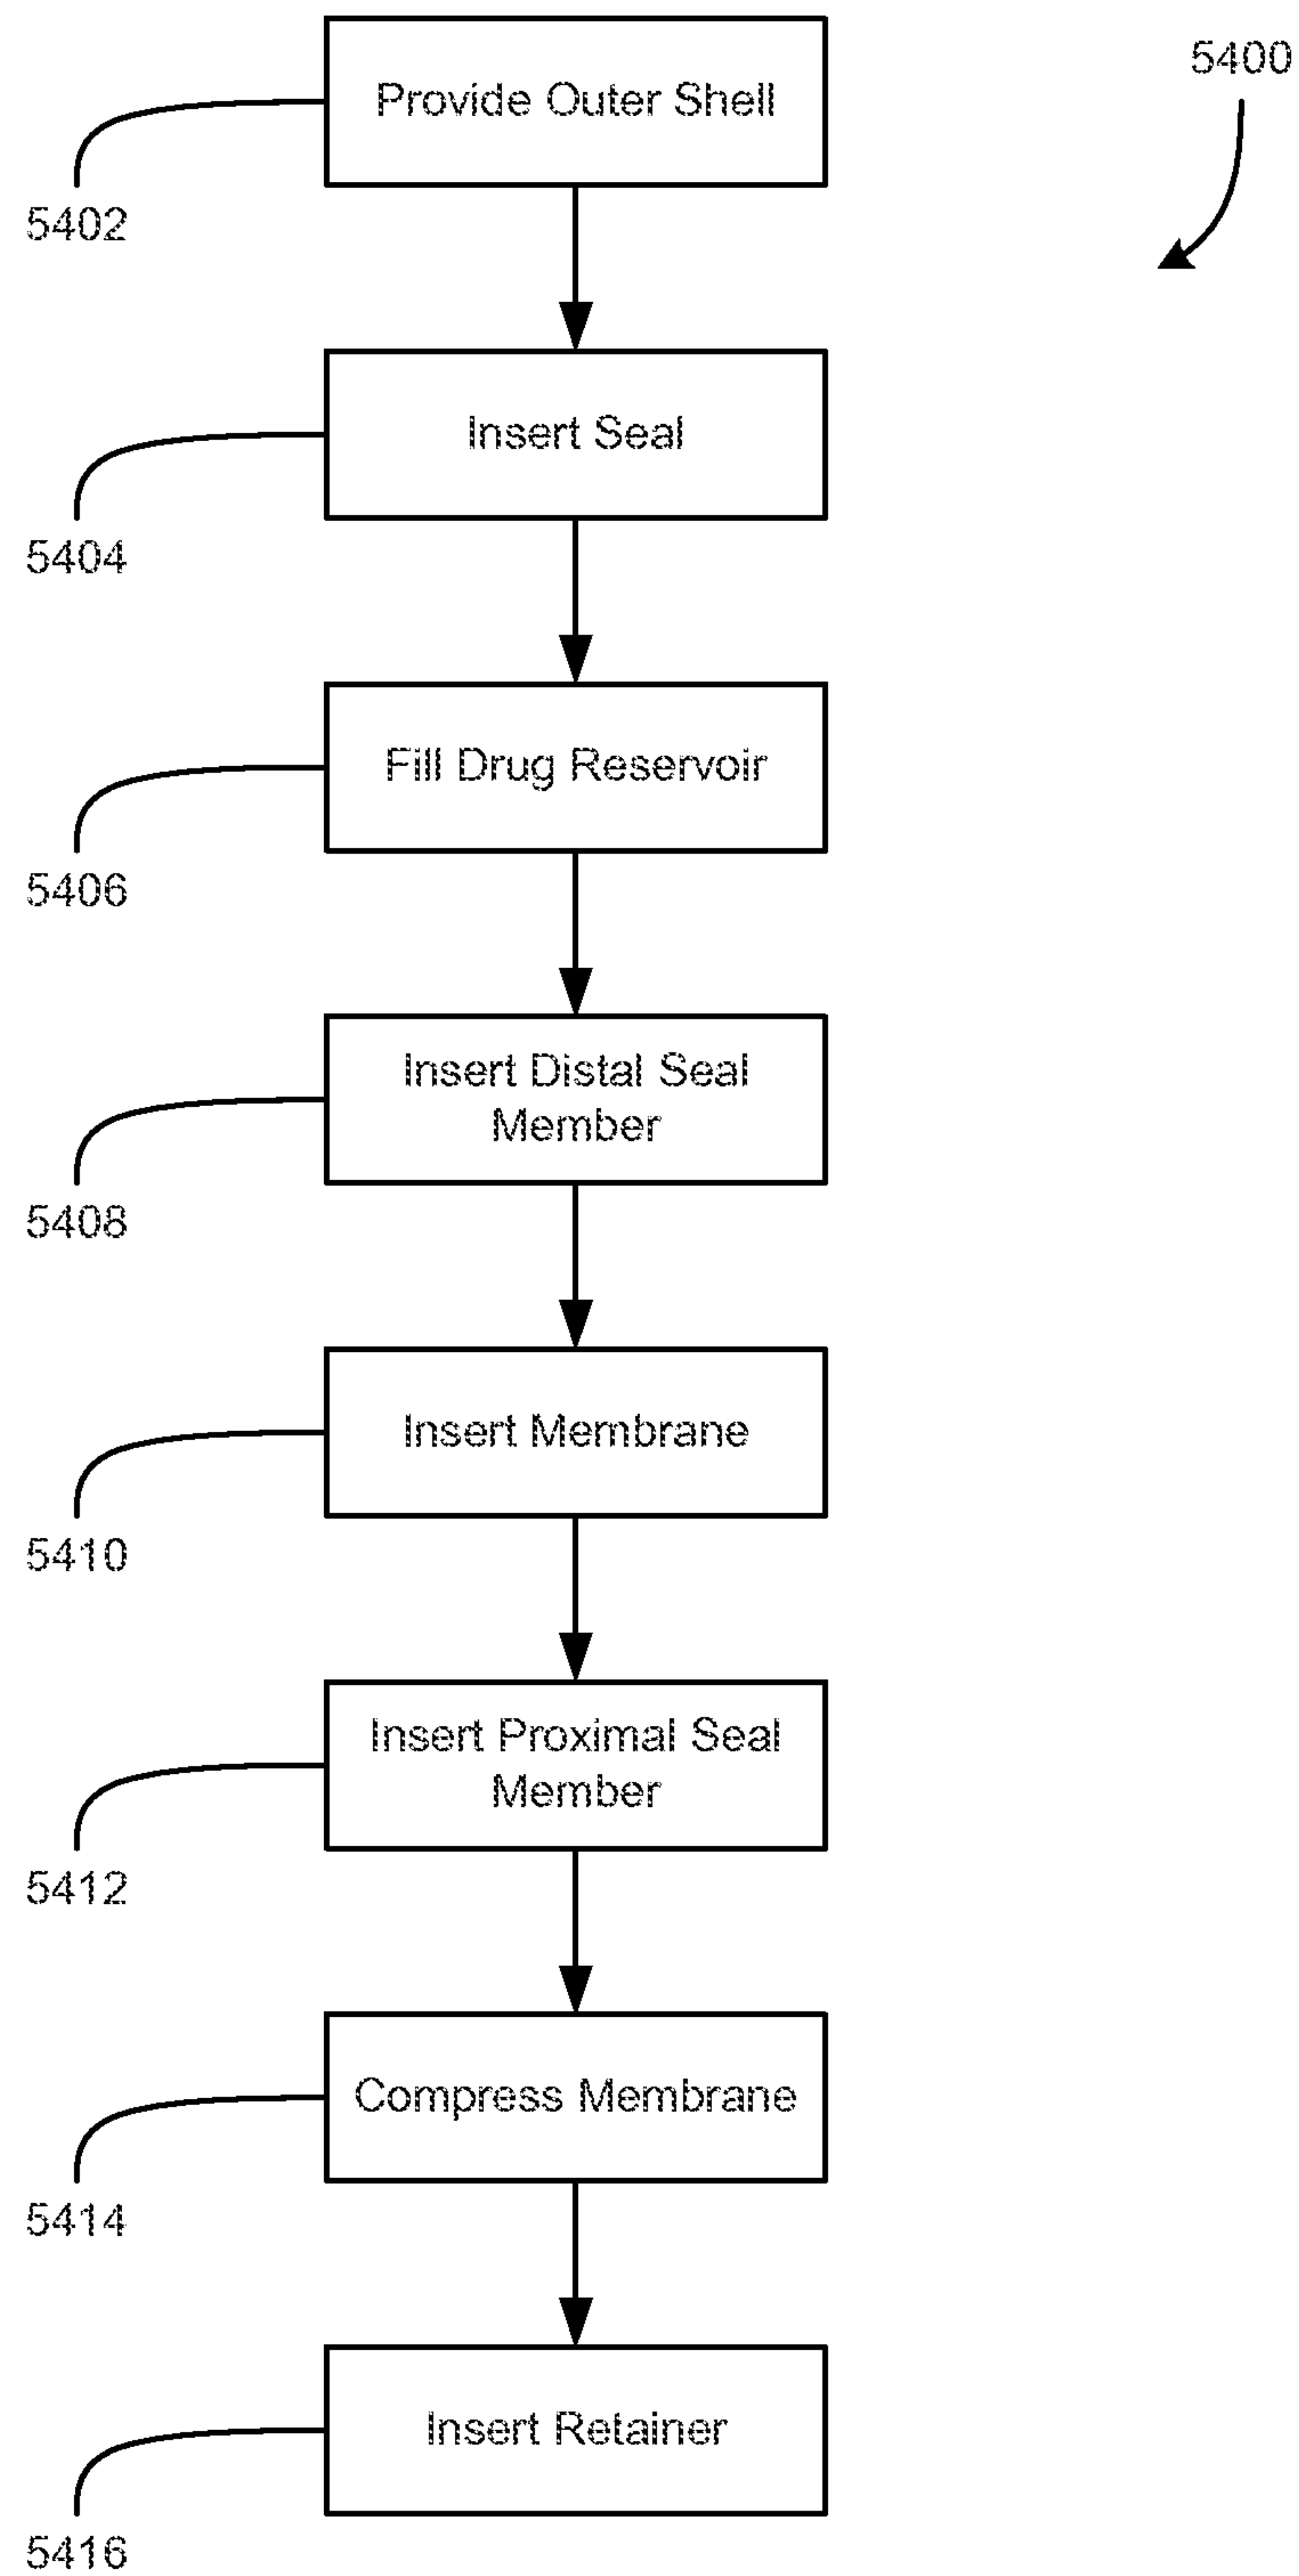 Provide Outer Shell
5400
5402
Insert Seal
5404
Fill Drug Reservoir
5406
Insert Distal Seal
Member
5408
Insert Membrane
5410
Insert Proximal Seal
Member
5412
Compress Membrane
5414
Insert Retainer
5416